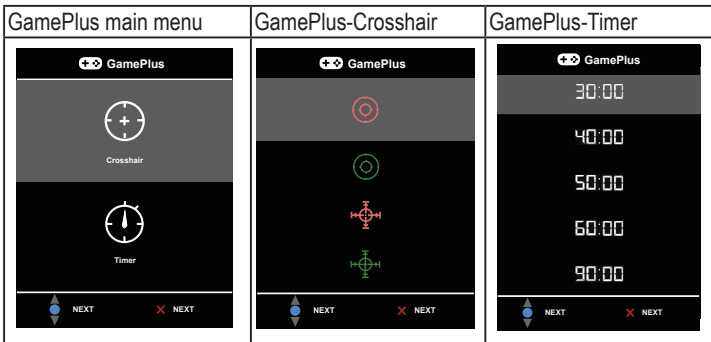 GamePlus main menu
GamePlus-Crosshair
GamePlus-Timer
GamePlus
Crosshair
Timer
NEXT NEXT
GamePlus
NEXT NEXT
GamePlus
30:00
40:00
50:00
60:00
90:00
NEXT NEXT